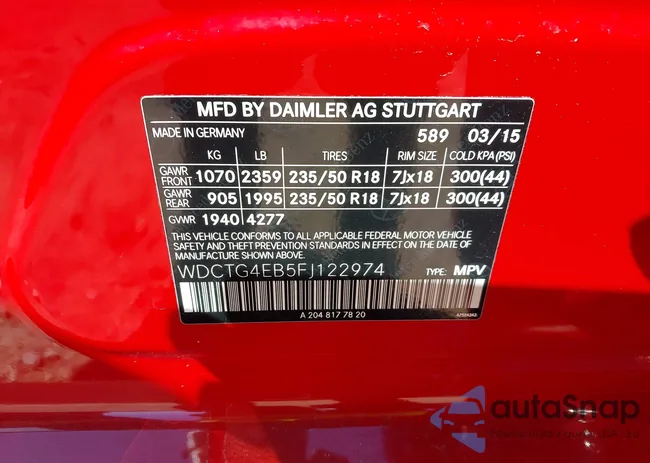 MFD BY DAIMLER AG STUTTGART
MADE IN GERMANY 589 03/15
KG LB TIRES RIM SIZE COLD KPA(PSI)
GAWR FRONT 1070 2359 235/50 R18 7Jx18 300(44)
GAWR REAR 905 1995 235/50 R18 7Jx18 300(44)
GVWR 1940 4277
THIS VEHICLE CONFORMS TO ALL APPLICABLE FEDERAL MOTOR VEHICLE
SAFETY AND THEFT PREVENTION STANDARDS IN EFFECT ON THE
DATE OF MANUFACTURE SHOWN ABOVE.
WDCTG4EB5FJ122974 TYPE: MPV
A 204 817 78 20
autoSnap